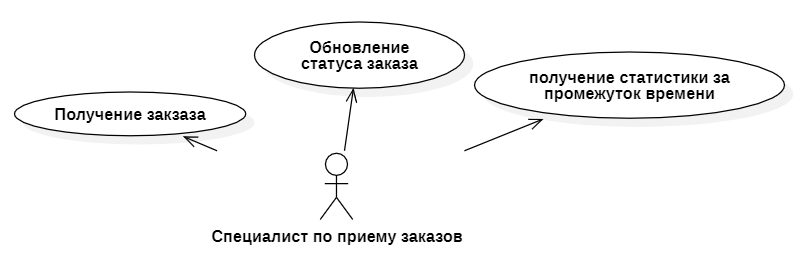 Обновление
статуса заказа
получение статистики за
промежуток времени
Получение закзаза
Специалист по приему заказов